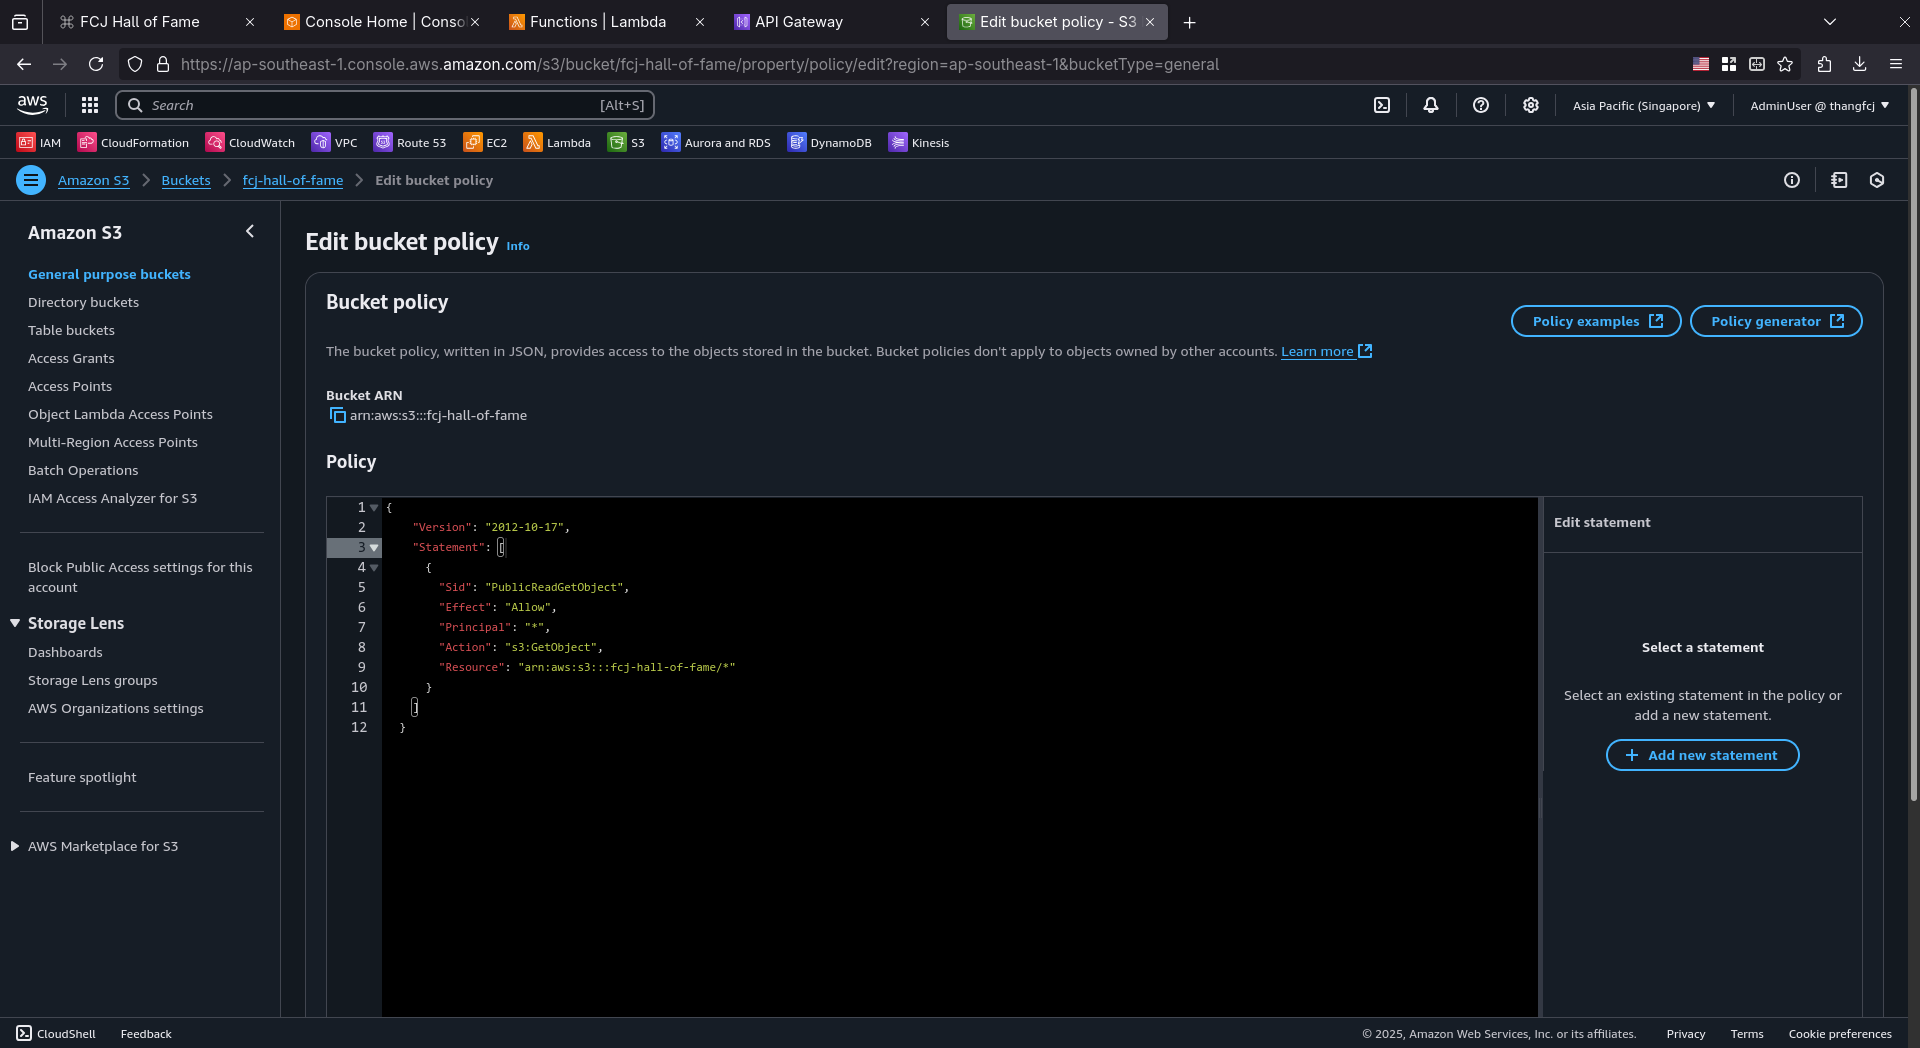 FCJ Hall of Fame
Console Home | Conso
Functions | Lambda
API Gateway
Edit bucket policy - S3
https://ap-southeast-1.console.aws.amazon.com/s3/bucket/fcj-hall-of-fame/property/policy/edit?region=ap-southeast-1&bucketType=general
aws
Search [Alt+S]
Asia Pacific (Singapore)
AdminUser @ thangfcj
IAM CloudFormation CloudWatch VPC Route 53 EC2 Lambda S3 Aurora and RDS DynamoDB Kinesis
Amazon S3 > Buckets > fcj-hall-of-fame > Edit bucket policy
Amazon S3
General purpose buckets
Directory buckets
Table buckets
Access Grants
Access Points
Object Lambda Access Points
Multi-Region Access Points
Batch Operations
IAM Access Analyzer for S3
Block Public Access settings for this
account
Storage Lens
Dashboards
Storage Lens groups
AWS Organizations settings
Feature spotlight
AWS Marketplace for S3
Edit bucket policy Info
Bucket policy
Policy examples
Policy generator
The bucket policy, written in JSON, provides access to the objects stored in the bucket. Bucket policies don't apply to objects owned by other accounts. Learn more
Bucket ARN
arn:aws:s3:::fcj-hall-of-fame
Policy
1 {
2 "Version": "2012-10-17",
3 "Statement": [
4 {
5 "Sid": "PublicReadGetObject",
6 "Effect": "Allow",
7 "Principal": "*",
8 "Action": "s3:GetObject",
9 "Resource": "arn:aws:s3:::fcj-hall-of-fame/*"
10 }
11 ]
12 }
Edit statement
Select a statement
Select an existing statement in the policy or
add a new statement.
+ Add new statement
CloudShell
Feedback
© 2025, Amazon Web Services, Inc. or its affiliates.
Privacy
Terms
Cookie preferences